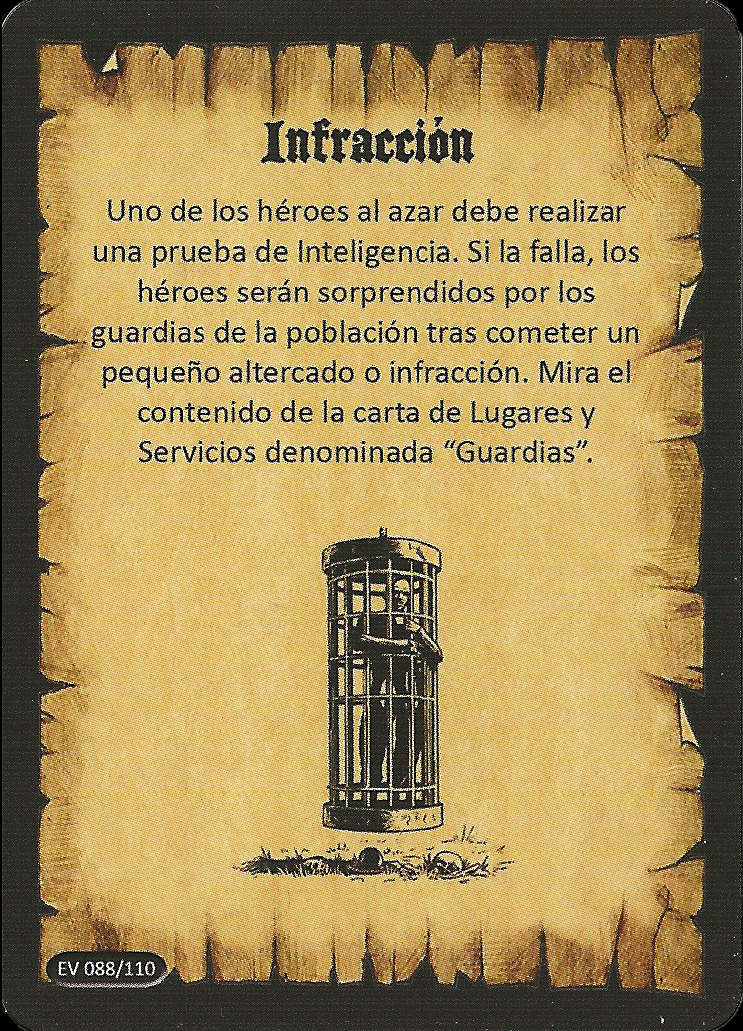 Infracción
Uno de los héroes al azar debe realizar
una prueba de Inteligencia. Si la falla, los
héroes serán sorprendidos por los
guardias de la población tras cometer un
pequeño altercado o infracción. Mira el
contenido de la carta de Lugares y
Servicios denominada “Guardias”.
EV 088/110